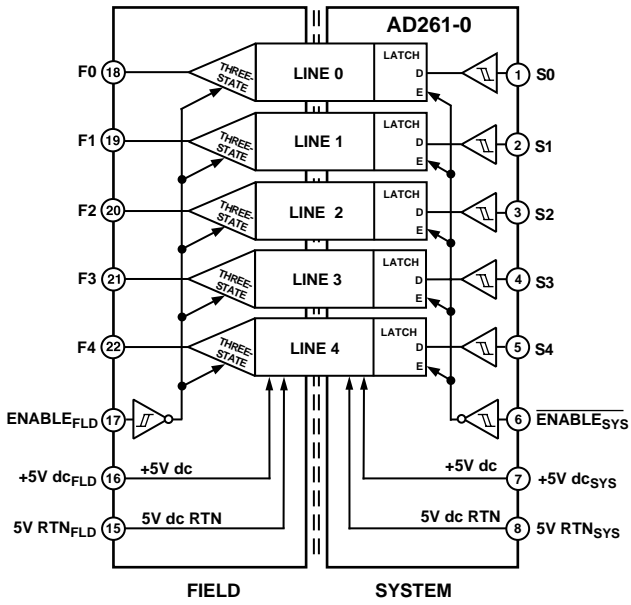 AD261-0
F0 18 THREE-STATE LINE 0 LATCH D E 1 S0
F1 19 THREE-STATE LINE 1 LATCH D E 2 S1
F2 20 THREE-STATE LINE 2 LATCH D E 3 S2
F3 21 THREE-STATE LINE 3 LATCH D E 4 S3
F4 22 THREE-STATE LINE 4 LATCH D E 5 S4
ENABLEFLD 17 6 ENABLESYS
+5V dcFLD 16 +5V dc +5V dc 7 +5V dcSYS
5V RTNFLD 15 5V dc RTN 5V dc RTN 8 5V RTNSYS
FIELD SYSTEM